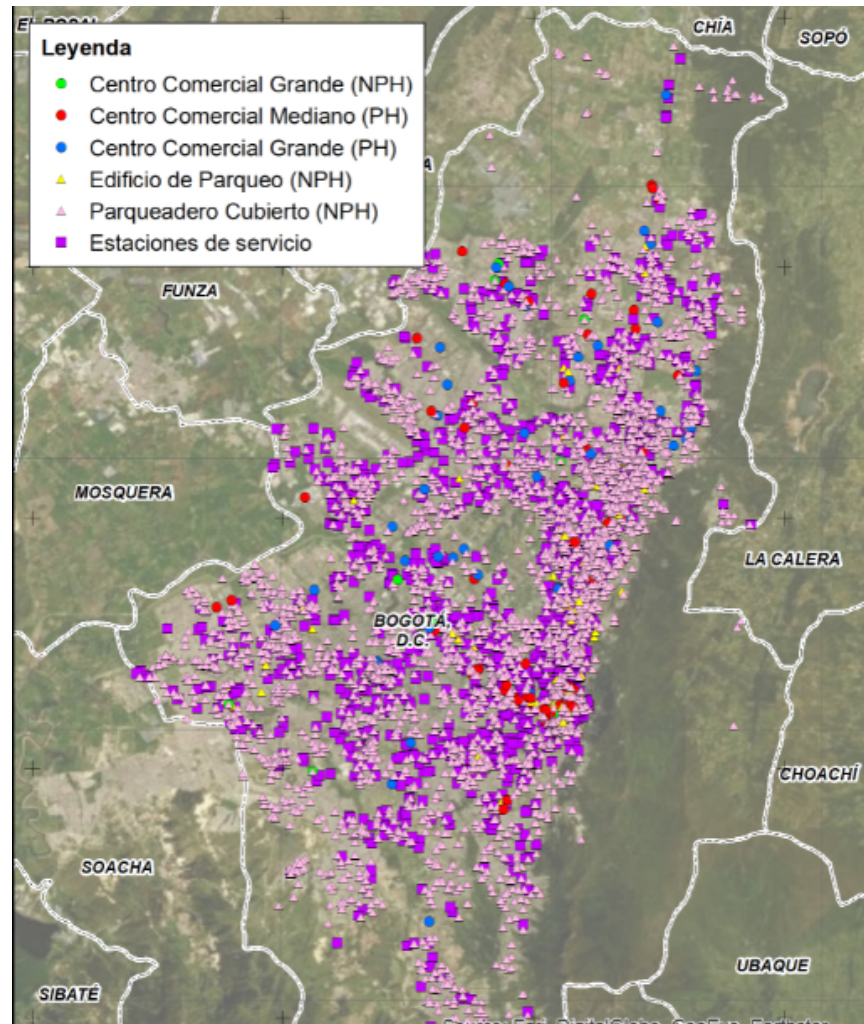 CHÍA
SOPÓ
Leyenda
Centro Comercial Grande (NPH)
Centro Comercial Mediano (PH)
Centro Comercial Grande (PH)
Edificio de Parqueo (NPH)
Parqueadero Cubierto (NPH)
Estaciones de servicio
FUNZA
MOSQUERA
LA CALERA
BOGOTÁ,
D.C.
CHOACHÍ
SOACHA
UBAQUE
SIBATÉ